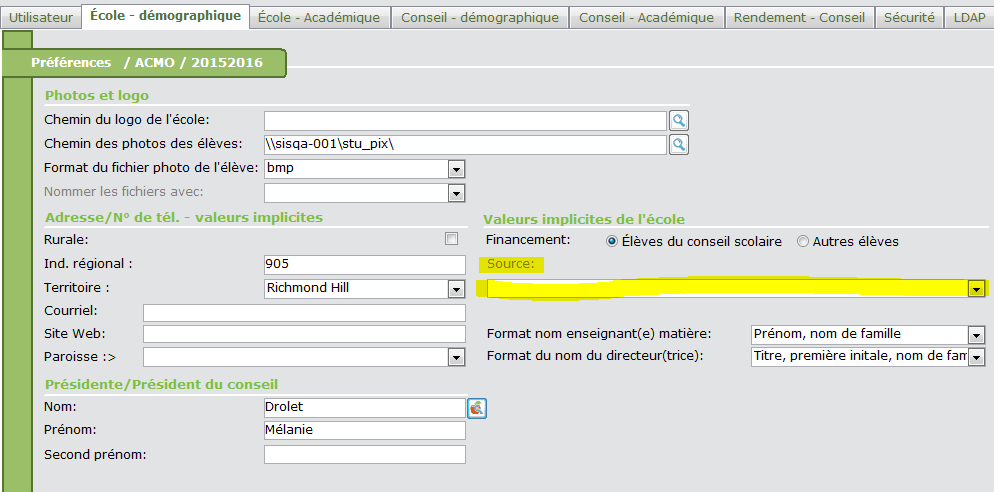 Utilisateur École - démographique École - Académique Conseil - démographique Conseil - Académique Rendement - Conseil Sécurité LDAP
Préférences / ACMO / 20152016
Photos et logo
Chemin du logo de l'école:
Chemin des photos des élèves: \\sisqa-001\stu_pix\
Format du fichier photo de l'élève: bmp
Nommer les fichiers avec:
Adresse/N° de tél. - valeurs implicites
Rurale:
Ind. régional : 905
Territoire : Richmond Hill
Courriel:
Site Web:
Paroisse :>
Valeurs implicites de l'école
Financement: Élèves du conseil scolaire Autres élèves
Source:
Format nom enseignant(e) matière: Prénom, nom de famille
Format du nom du directeur(trice): Titre, première initale, nom de fam
Présidente/Président du conseil
Nom: Drolet
Prénom: Mélanie
Second prénom: